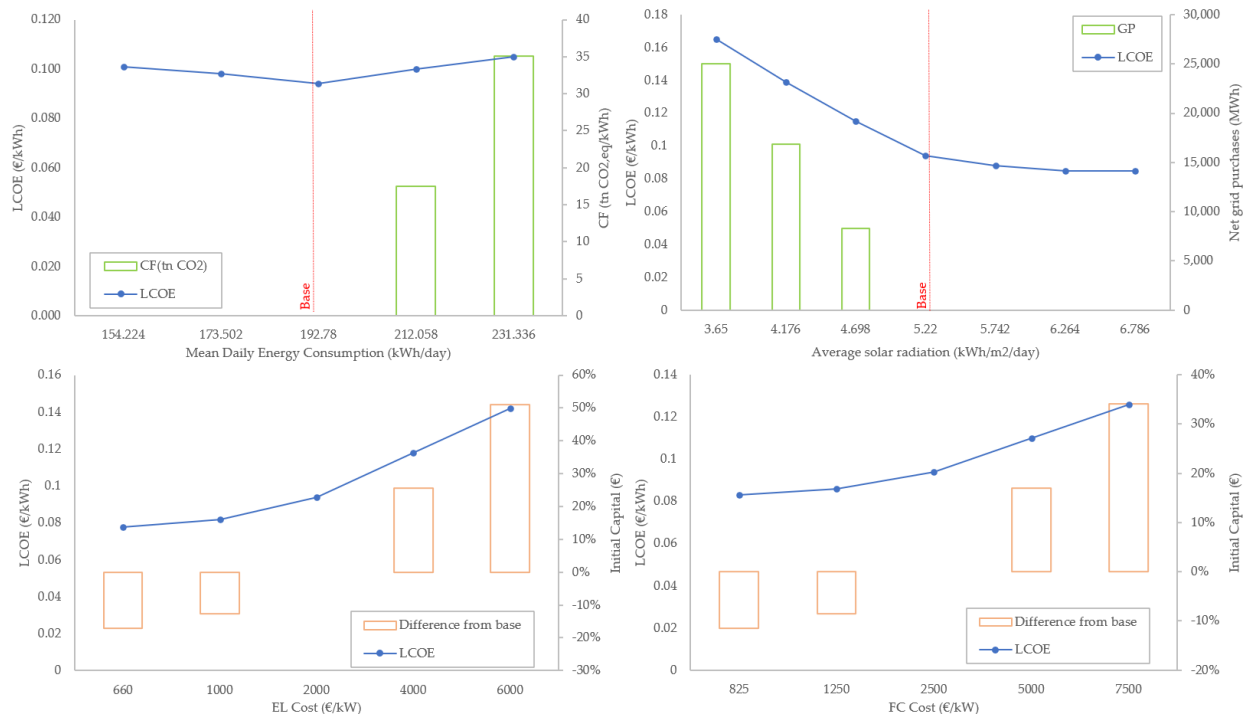 0.120
0.100
0.080
0.060
0.040
0.020
0.000
LCOE (€/kWh)
40
35
30
25
20
15
10
5
0
CF (tn CO2,eq/kWh)
CF(tn CO2)
LCOE
Base
154.224 173.502 192.78 212.058 231.336
Mean Daily Energy Consumption (kWh/day)
0.18
0.16
0.14
0.12
0.1
0.08
0.06
0.04
0.02
0
LCOE (€/kWh)
30,000
25,000
20,000
15,000
10,000
5,000
0
Net grid purchases (MWh)
GP
LCOE
Base
3.65 4.176 4.698 5.22 5.742 6.264 6.786
Average solar radiation (kWh/m2/day)
0.16
0.14
0.12
0.1
0.08
0.06
0.04
0.02
0
LCOE (€/kWh)
60%
50%
40%
30%
20%
10%
0%
-10%
-20%
-30%
Initial Capital (€)
Difference from base
LCOE
660 1000 2000 4000 6000
EL Cost (€/kW)
0.14
0.12
0.1
0.08
0.06
0.04
0.02
0
LCOE (€/kWh)
40%
30%
20%
10%
0%
-10%
-20%
Initial Capital (€)
Difference from base
LCOE
825 1250 2500 5000 7500
FC Cost (€/kW)